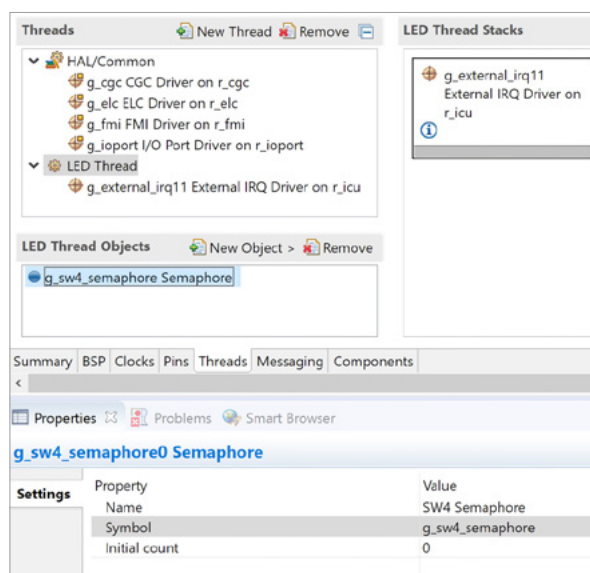 Threads
New Thread
Remove
HAL/Common
g_cgc CGC Driver on r_cgc
g_elc ELC Driver on r_elc
g_fmi FMI Driver on r_fmi
g_ioport I/O Port Driver on r_ioport
LED Thread
g_external_irq11 External IRQ Driver on r_icu
LED Thread Stacks
g_external_irq11
External IRQ Driver on
r_icu
LED Thread Objects
New Object >
Remove
g_sw4_semaphore Semaphore
Summary BSP Clocks Pins Threads Messaging Components
<
Properties Problems Smart Browser
g_sw4_semaphore0 Semaphore
Settings
Property Value
Name SW4 Semaphore
Symbol g_sw4_semaphore
Initial count 0